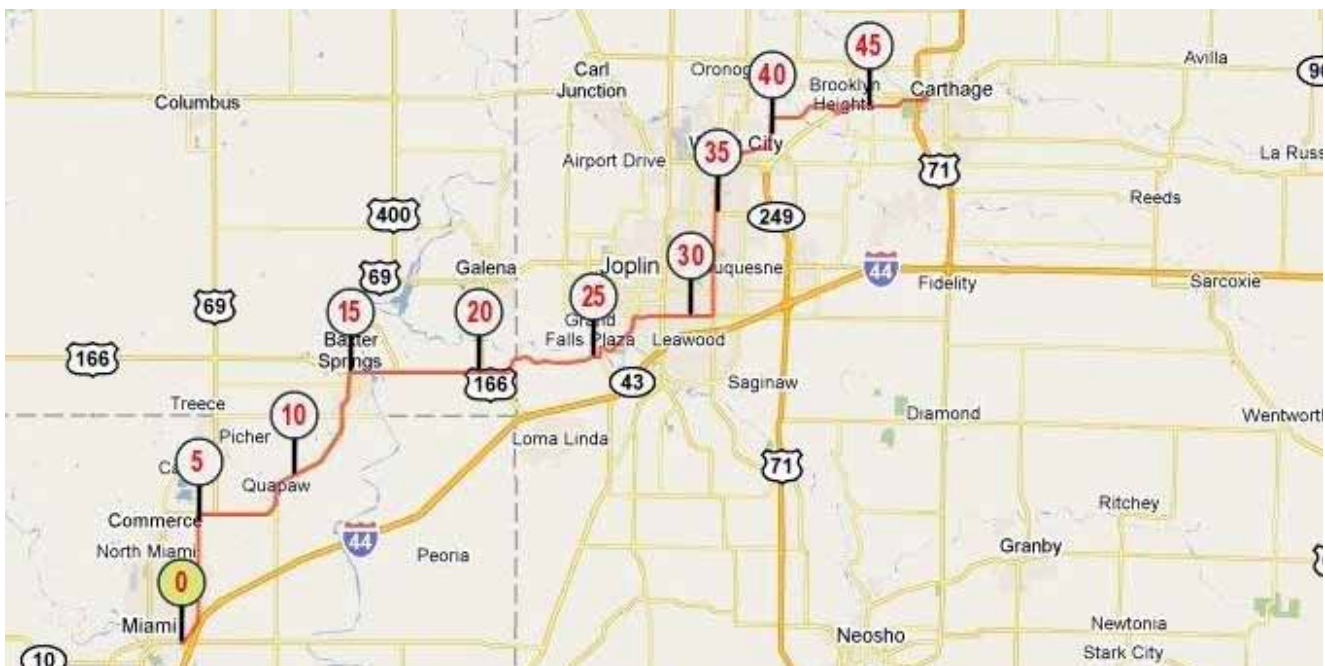 45
Avilla
Oronog
40
Carl
Junction
Brooklyn
Heights
Carthage
Columbus
City
35
Airport Drive
La Russ
71
Reeds
400
249
30
Joplin
uquesne
Galena
69
44
Fidelity
Sarcoxie
69
15
20
25
Grand
Falls Plaza
Leawood
Baxter
Springs
166
166
43
Saginaw
Treece
10
Diamond
Wentworth
Picher
Loma Linda
5
71
Quapaw
Ritchey
Commerce
44
Granby
North Miami
Peoria
0
Miami
Newtonia
Neosho
Stark City
10